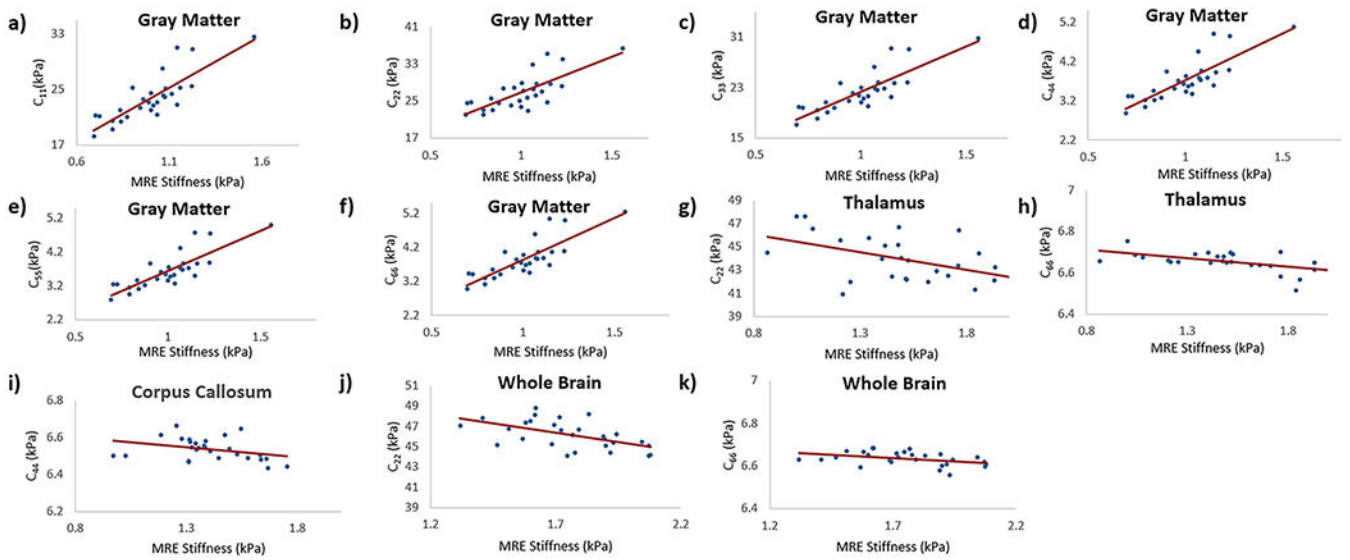 a) Gray Matter
C11(kPa)
33
25
17
0.6 1.1 1.6
MRE Stiffness (kPa)
b) Gray Matter
C22 (kPa)
41
33
25
17
0.5 1 1.5
MRE Stiffness (kPa)
c) Gray Matter
C33 (kPa)
31
23
15
0.5 1 1.5
MRE Stiffness (kPa)
d) Gray Matter
C44 (kPa)
5.2
4.2
3.2
2.2
0.5 1 1.5
MRE Stiffness (kPa)
e) Gray Matter
C55(kPa)
5.2
4.2
3.2
2.2
0.5 1 1.5
MRE Stiffness (kPa)
f) Gray Matter
C66 (kPa)
5.2
4.2
3.2
2.2
0.5 1 1.5
MRE Stiffness (kPa)
g) Thalamus
C22 (kPa)
49
47
45
43
41
39
0.8 1.3 1.8
MRE Stiffness (kPa)
h) Thalamus
C66 (kPa)
7
6.8
6.6
6.4
0.8 1.3 1.8
MRE Stiffness (kPa)
i) Corpus Callosum
C44 (kPa)
6.8
6.6
6.4
6.2
0.8 1.3 1.8
MRE Stiffness (kPa)
j) Whole Brain
C22 (kPa)
51
49
47
45
43
41
39
1.2 1.7 2.2
MRE Stiffness (kPa)
k) Whole Brain
C66 (kPa)
7
6.8
6.6
6.4
1.2 1.7 2.2
MRE Stiffness (kPa)